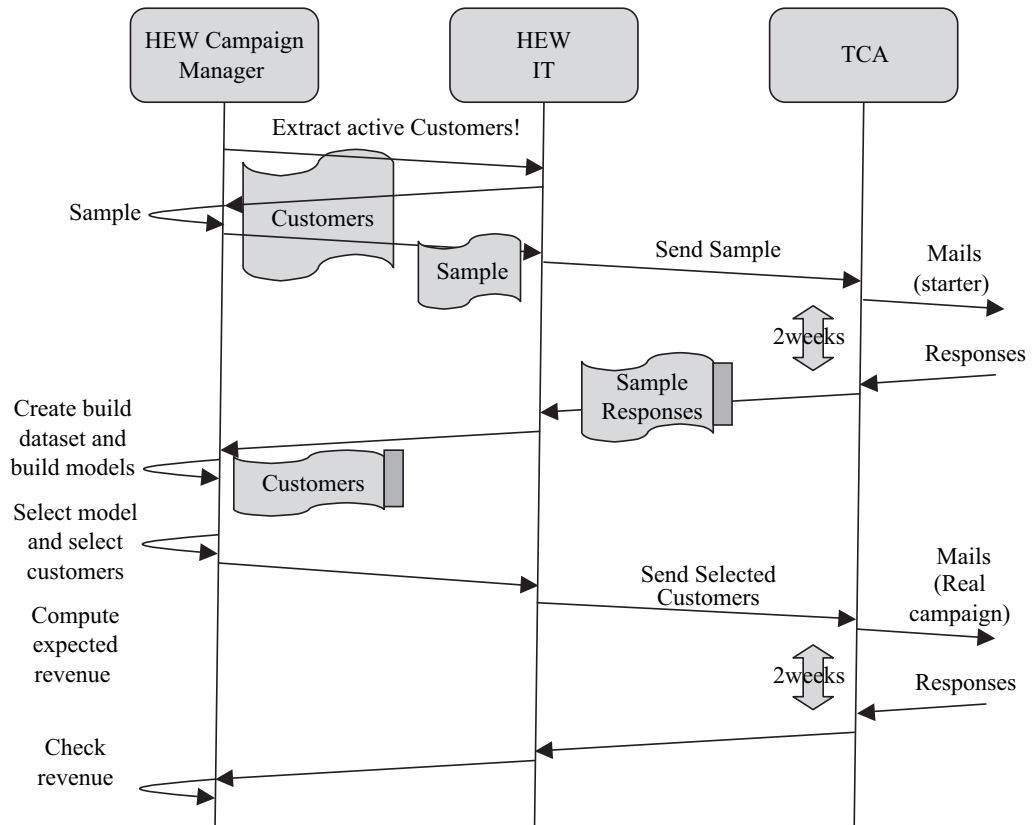 HEW Campaign
Manager
HEW
IT
TCA
Extract active Customers!
Sample
Customers
Sample
Send Sample
Mails
(starter)
2weeks
Responses
Sample
Responses
Create build
dataset and
build models
Customers
Select model
and select
customers
Send Selected
Customers
Mails
(Real
campaign)
Compute
expected
revenue
2weeks
Responses
Check
revenue